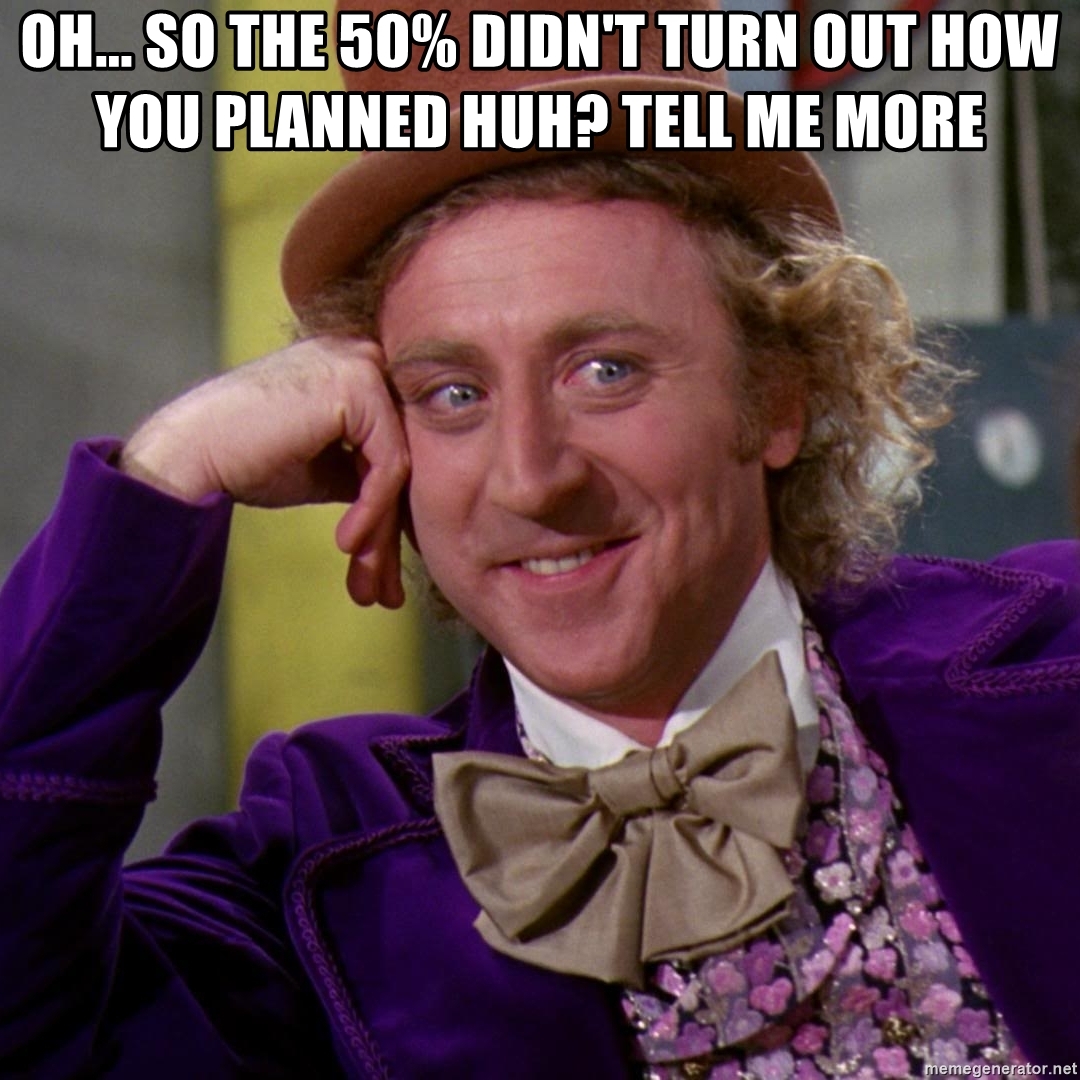 OH... SO THE 50% DIDN'T TURN OUT HOW
YOU PLANNED HUH? TELL ME MORE
memegenerator.net